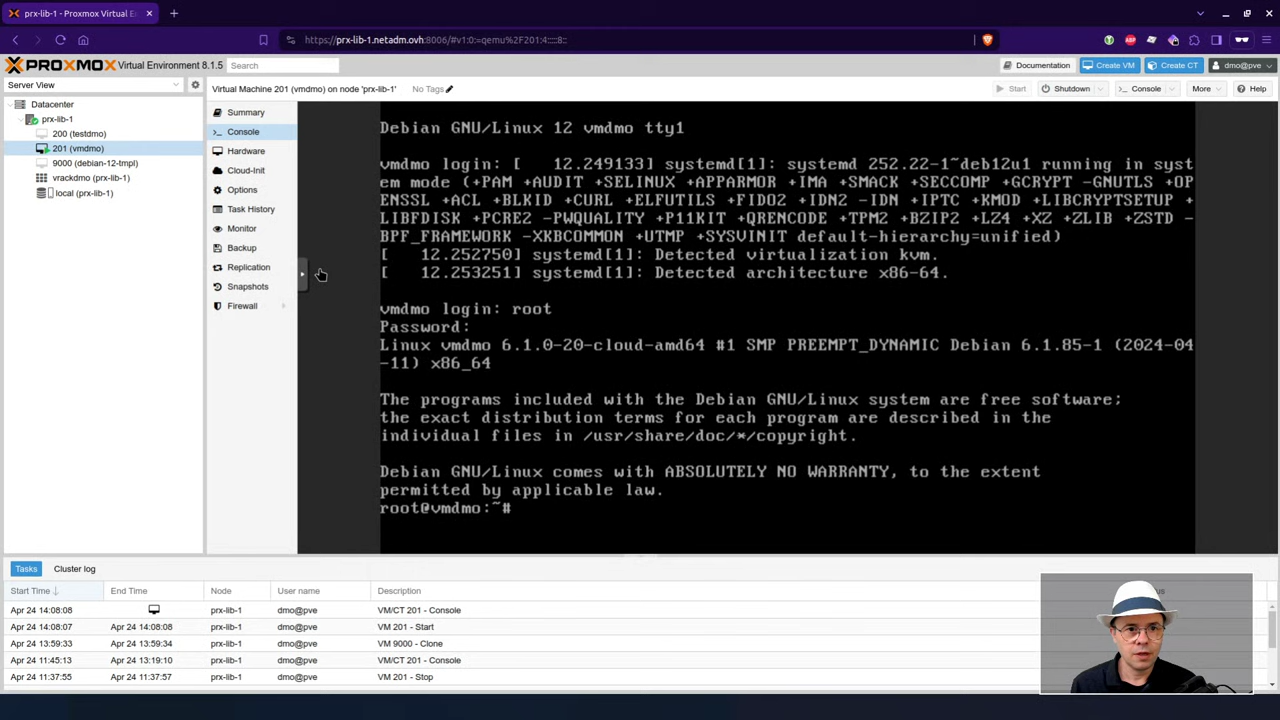 prx-lib-1 - Proxmox Virtual E
https://prx-lib-1.netadm.ovh:8006/#v1:0:=qemu%2F201:4:::::8::
PROXMOX Virtual Environment 8.1.5 Search
Documentation Create VM Create CT dmo@pve
Server View
Virtual Machine 201 (vmdmo) on node 'prx-lib-1' No Tags Start Shutdown Console More Help
Datacenter
prx-lib-1
200 (testdmo)
201 (vmdmo)
9000 (debian-12-tmpl)
vrackdmo (prx-lib-1)
local (prx-lib-1)
Summary
Console
Hardware
Cloud-Init
Options
Task History
Monitor
Backup
Replication
Snapshots
Firewall
Debian GNU/Linux 12 vmdmo tty1
vmdmo login: [ 12.249133] systemd[1]: systemd 252.22-1~deb12u1 running in syst
em mode (+PAM +AUDIT +SELINUX +APPARMOR +IMA +SMACK +SECCOMP +GCRYPT -GNUTLS +OP
ENSSL +ACL +BLKID +CURL +ELFUTILS +FIDO2 +IDN2 -IDN +IPTC +KMOD +LIBCRYPTSETUP +
LIBFDISK +PCRE2 -PWQUALITY +P11KIT +QRENCODE +TPM2 +BZIP2 +LZ4 +XZ +ZLIB +ZSTD -
BPF_FRAMEWORK -XKBCOMMON +UTMP +SYSVINIT default-hierarchy=unified)
[ 12.252750] systemd[1]: Detected virtualization kvm.
[ 12.253251] systemd[1]: Detected architecture x86-64.
vmdmo login: root
Password:
Linux vmdmo 6.1.0-20-cloud-amd64 #1 SMP PREEMPT_DYNAMIC Debian 6.1.85-1 (2024-04
-11) x86_64
The programs included with the Debian GNU/Linux system are free software;
the exact distribution terms for each program are described in the
individual files in /usr/share/doc/*/copyright.
Debian GNU/Linux comes with ABSOLUTELY NO WARRANTY, to the extent
permitted by applicable law.
root@vmdmo:~#
Tasks Cluster log
Start Time End Time Node User name Description
Apr 24 14:08:08 prx-lib-1 dmo@pve VM/CT 201 - Console
Apr 24 14:08:07 Apr 24 14:08:08 prx-lib-1 dmo@pve VM 201 - Start
Apr 24 13:59:33 Apr 24 13:59:34 prx-lib-1 dmo@pve VM 9000 - Clone
Apr 24 11:45:13 Apr 24 13:19:10 prx-lib-1 dmo@pve VM/CT 201 - Console
Apr 24 11:37:55 Apr 24 11:37:57 prx-lib-1 dmo@pve VM 201 - Stop